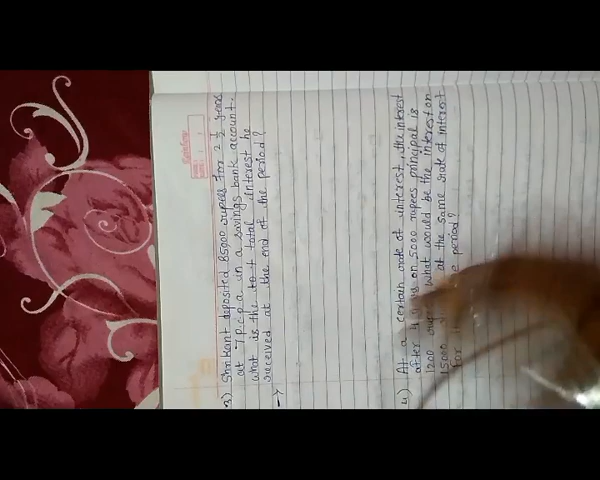 3) Shrikant deposited 85000 rupees for 2 1/2 years
at 7 p.c.p.a in a savings bank account.
what is the tot total interest he
received at the end of the period?
→
4) At a certain rate of interest, the interest
after 4 on 5000 rupees principal is
1200 What would be the interest on
15000 at the same rate of interest
for period?